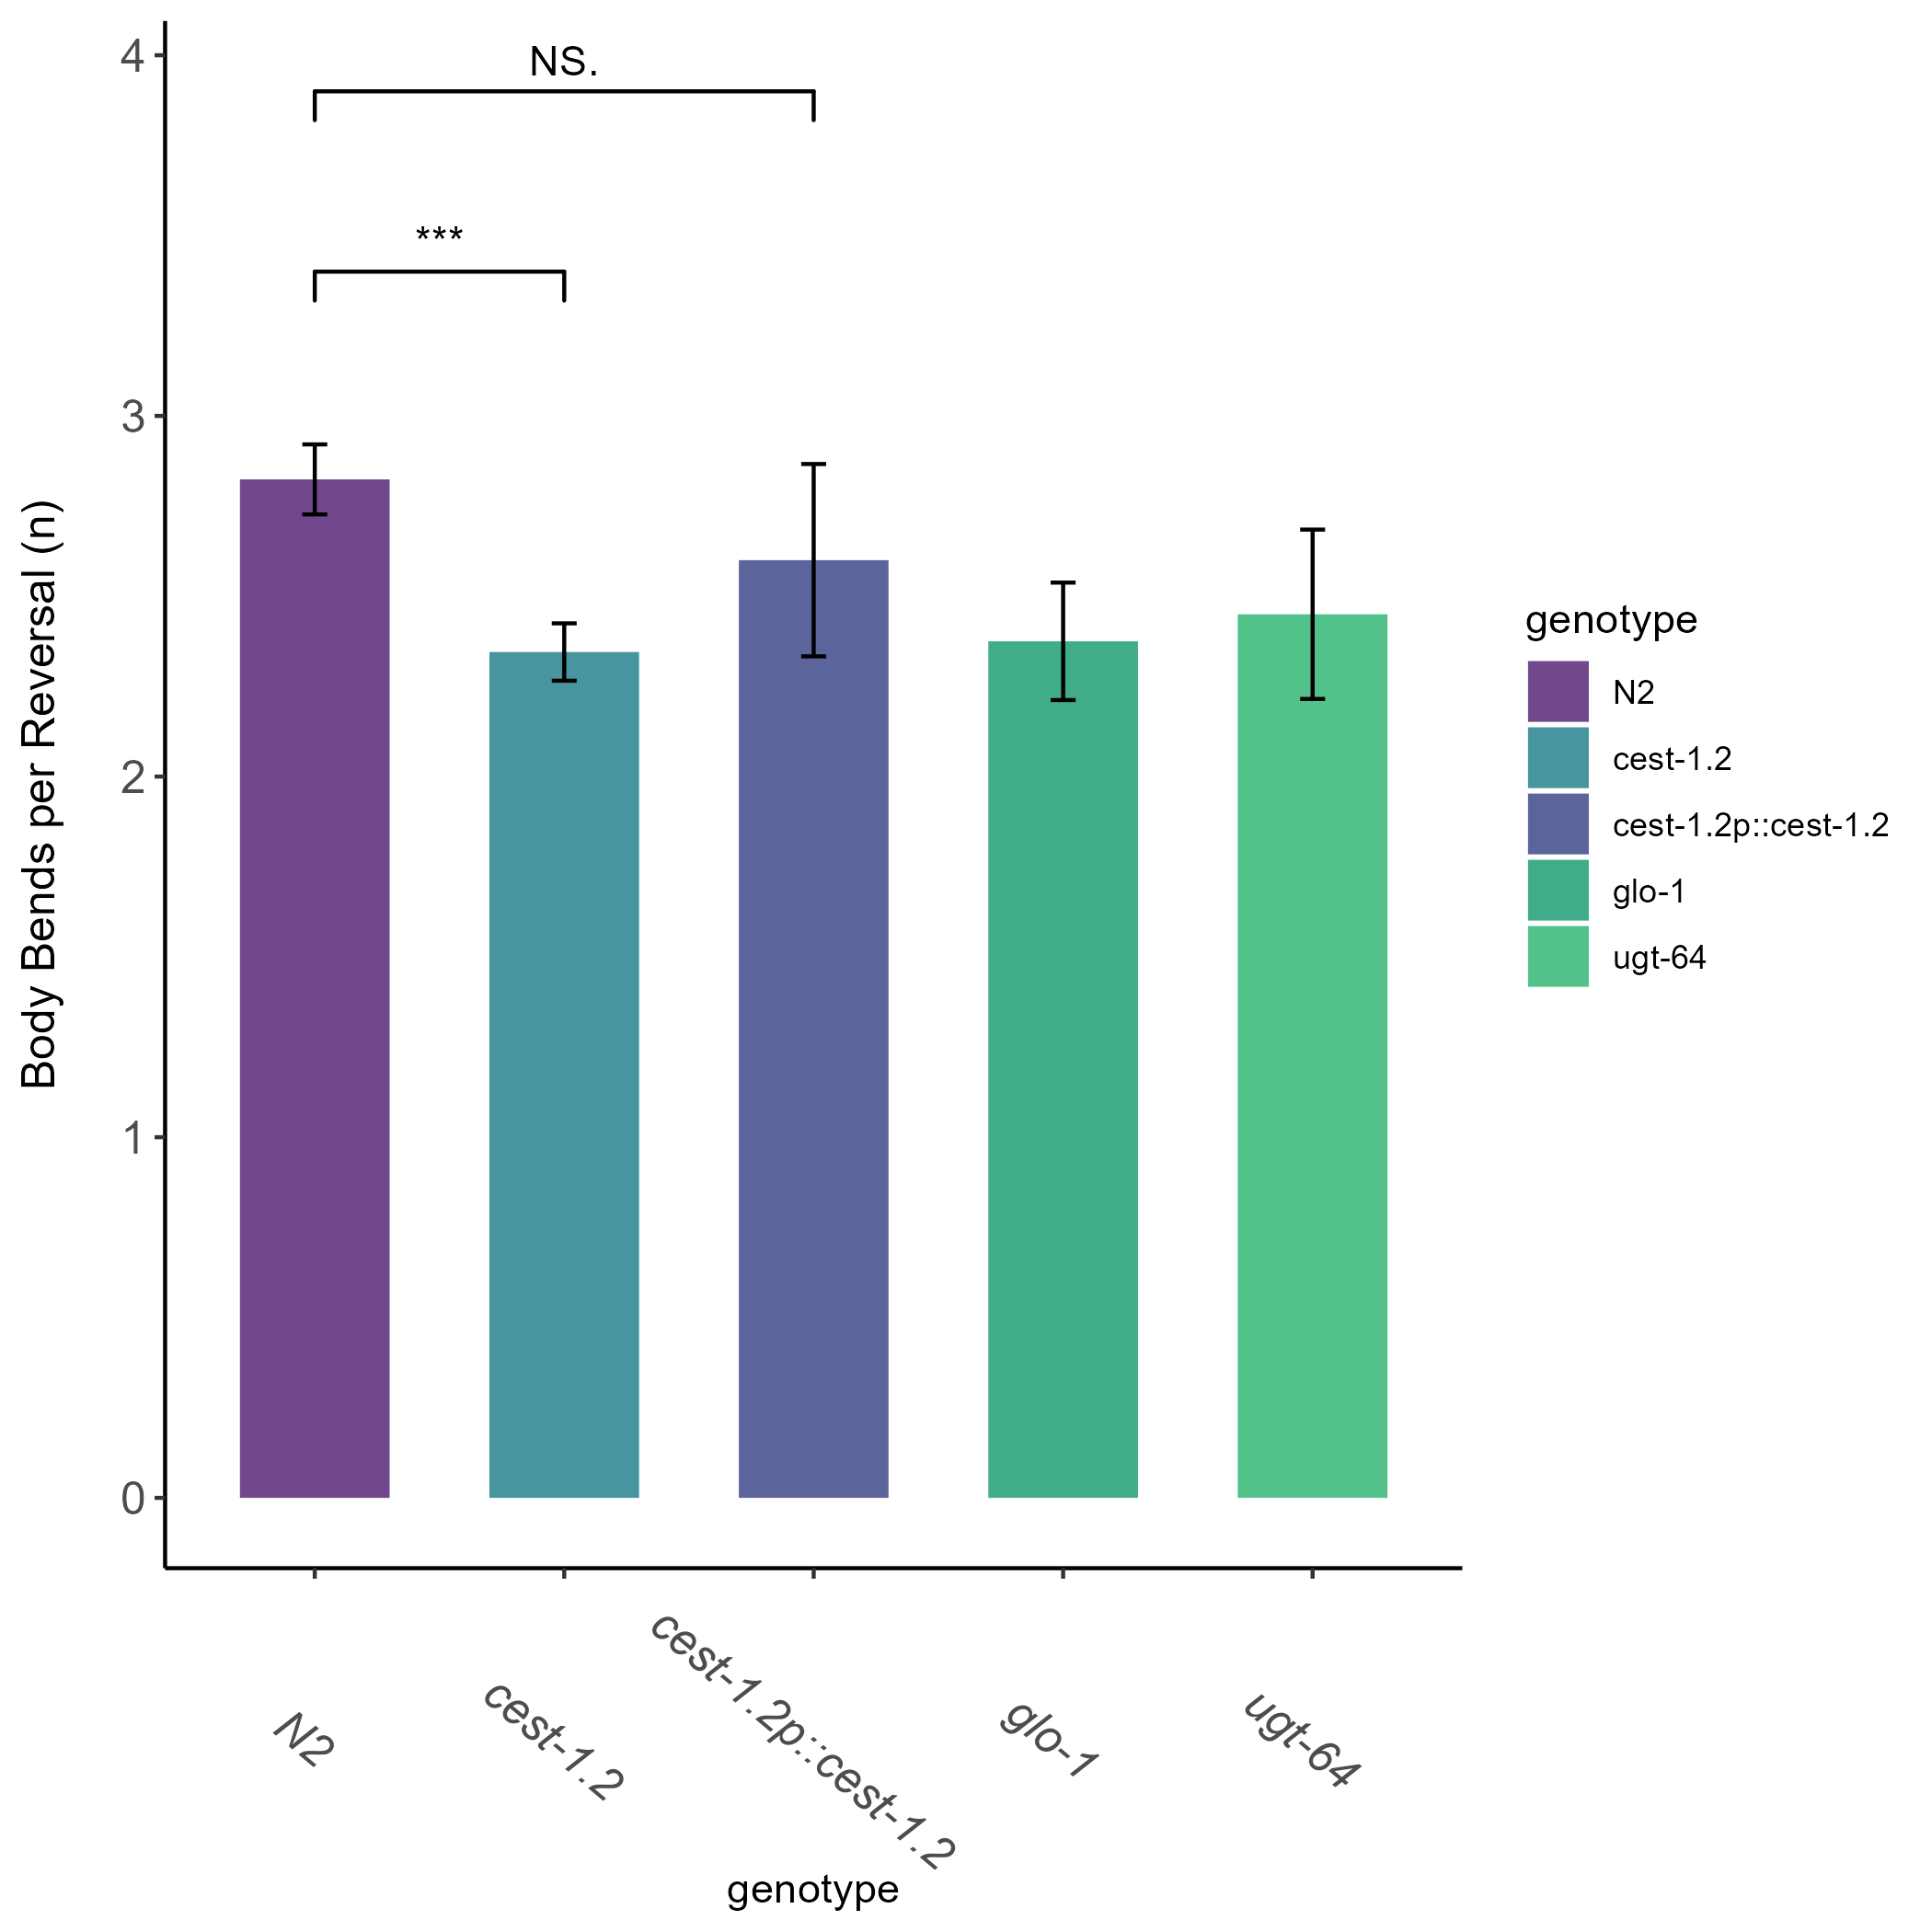 NS.
***
4
3
2
1
0
Body Bends per Reversal (n)
N2
cest-1.2
cest-1.2p::cest-1.2
glo-1
ugt-64
genotype
genotype
N2
cest-1.2
cest-1.2p::cest-1.2
glo-1
ugt-64